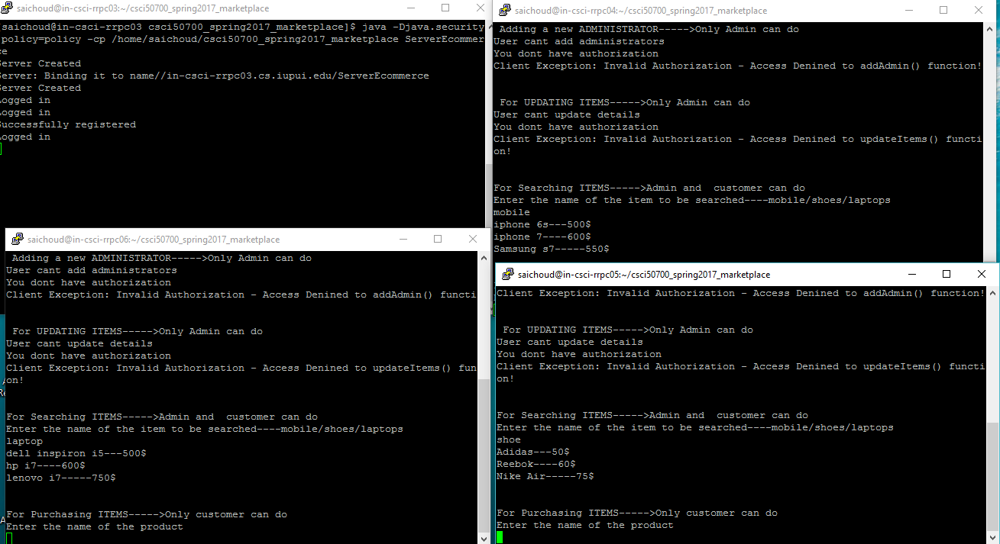 saichoud@in-csci-rrpc03:~/csci50700_spring2017_marketplace
saichoud@in-csci-rrpc03 csci50700_spring2017_marketplace]$ java -Djava.security
policy=policy -cp /home/saichoud/csci50700_spring2017_marketplace ServerEcommer
ce
Server Created
Server: Binding it to name//in-csci-rrpc03.cs.iupui.edu/ServerEcommerce
Server Created
Logged in
Logged in
Successfully registered
Logged in
saichoud@in-csci-rrpc04:~/csci50700_spring2017_marketplace
Adding a new ADMINISTRATOR----->Only Admin can do
User cant add administrators
You dont have authorization
Client Exception: Invalid Authorization - Access Denined to addAdmin() function!
For UPDATING ITEMS----->Only Admin can do
User cant update details
You dont have authorization
Client Exception: Invalid Authorization - Access Denined to updateItems() functi
on!
For Searching ITEMS----->Admin and  customer can do
Enter the name of the item to be searched----mobile/shoes/laptops
mobile
iphone 6s---500$
iphone 7----600$
Samsung s7-----550$
saichoud@in-csci-rrpc06:~/csci50700_spring2017_marketplace
Adding a new ADMINISTRATOR----->Only Admin can do
User cant add administrators
You dont have authorization
Client Exception: Invalid Authorization - Access Denined to addAdmin() functi
For UPDATING ITEMS----->Only Admin can do
User cant update details
You dont have authorization
Client Exception: Invalid Authorization - Access Denined to updateItems() fun
on!
For Searching ITEMS----->Admin and  customer can do
Enter the name of the item to be searched----mobile/shoes/laptops
laptop
dell inspiron i5---500$
hp i7----600$
lenovo i7-----750$
For Purchasing ITEMS----->Only customer can do
Enter the name of the product
saichoud@in-csci-rrpc05:~/csci50700_spring2017_marketplace
Client Exception: Invalid Authorization - Access Denined to addAdmin() function!
For UPDATING ITEMS----->Only Admin can do
User cant update details
You dont have authorization
Client Exception: Invalid Authorization - Access Denined to updateItems() functi
on!
For Searching ITEMS----->Admin and  customer can do
Enter the name of the item to be searched----mobile/shoes/laptops
shoe
Adidas---50$
Reebok----60$
Nike Air-----75$
For Purchasing ITEMS----->Only customer can do
Enter the name of the product